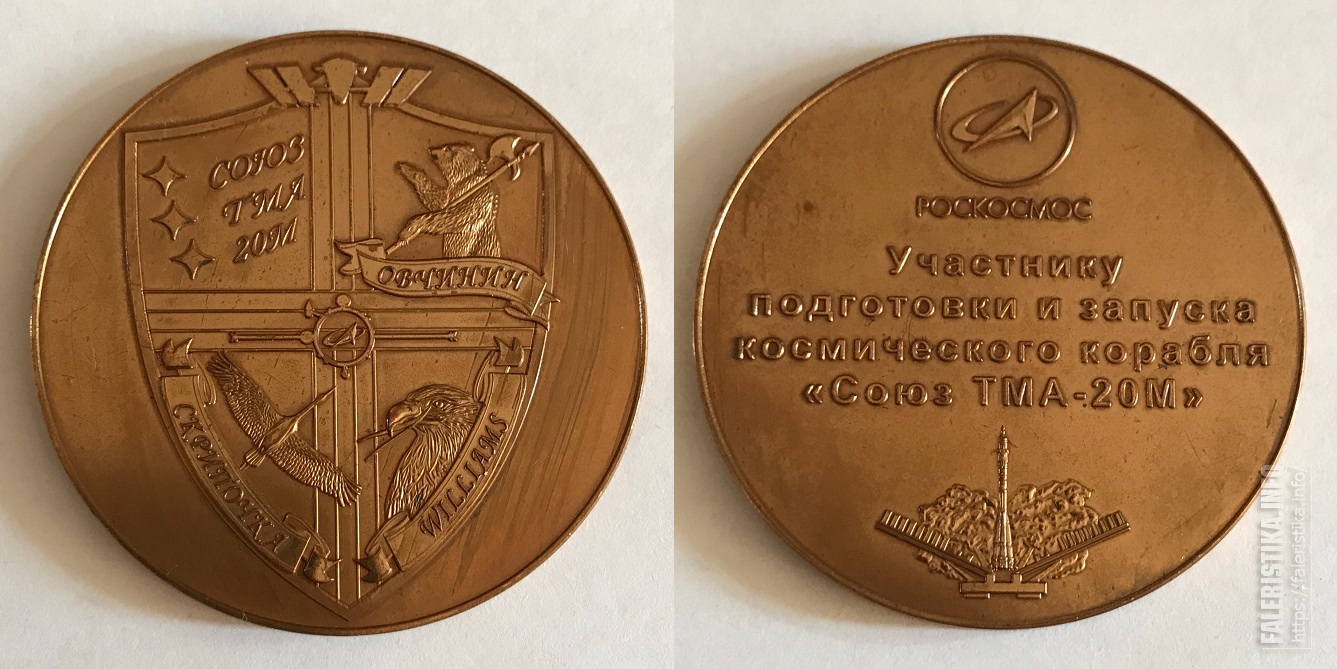 СОЮЗ
ТМА
20М
ОВЧИНИН
СКРИПОЧКА
WILLIAMS
РОСКОСМОС
Участнику
подготовки и запуска
космического корабля
«Союз ТМА-20М»
FALERISTIKA.INFO
https://faleristika.info